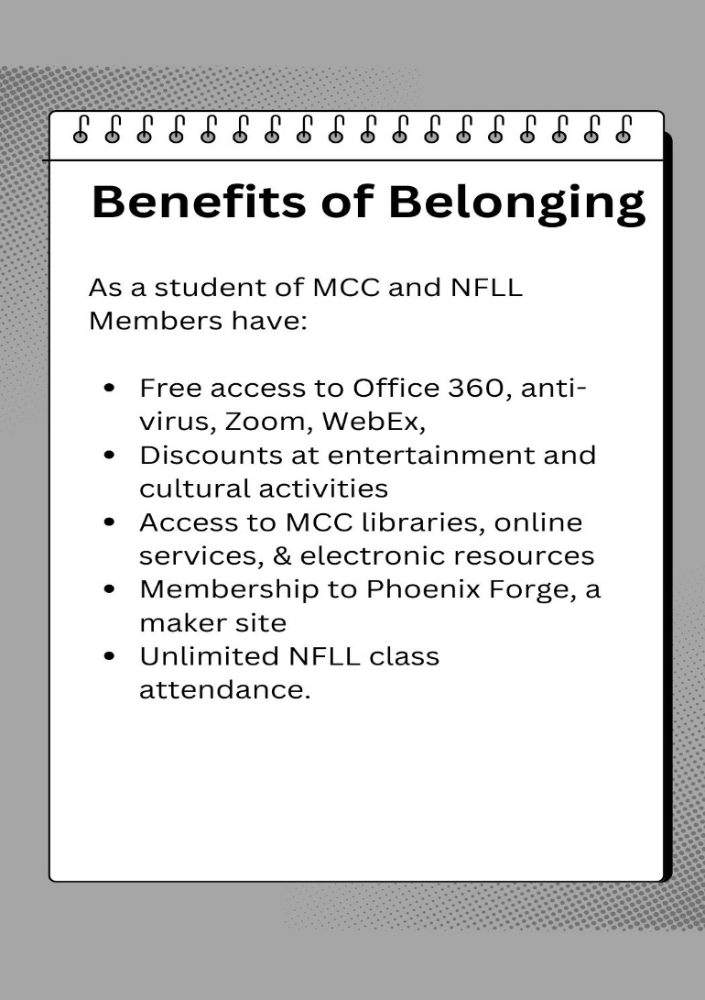 Benefits of Belonging
As a student of MCC and NFLL
Members have:
• Free access to Office 360, anti-
virus, Zoom, WebEx,
• Discounts at entertainment and
cultural activities
• Access to MCC libraries, online
services, & electronic resources
• Membership to Phoenix Forge, a
maker site
• Unlimited NFLL class
attendance.